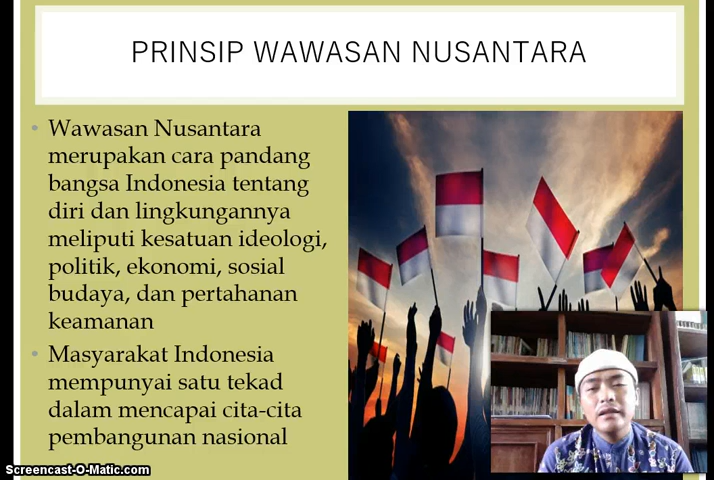 PRINSIP WAWASAN NUSANTARA
• Wawasan Nusantara
merupakan cara pandang
bangsa Indonesia tentang
diri dan lingkungannya
meliputi kesatuan ideologi,
politik, ekonomi, sosial
budaya, dan pertahanan
keamanan
• Masyarakat Indonesia
mempunyai satu tekad
dalam mencapai cita-cita
pembangunan nasional
Screencast-O-Matic.com